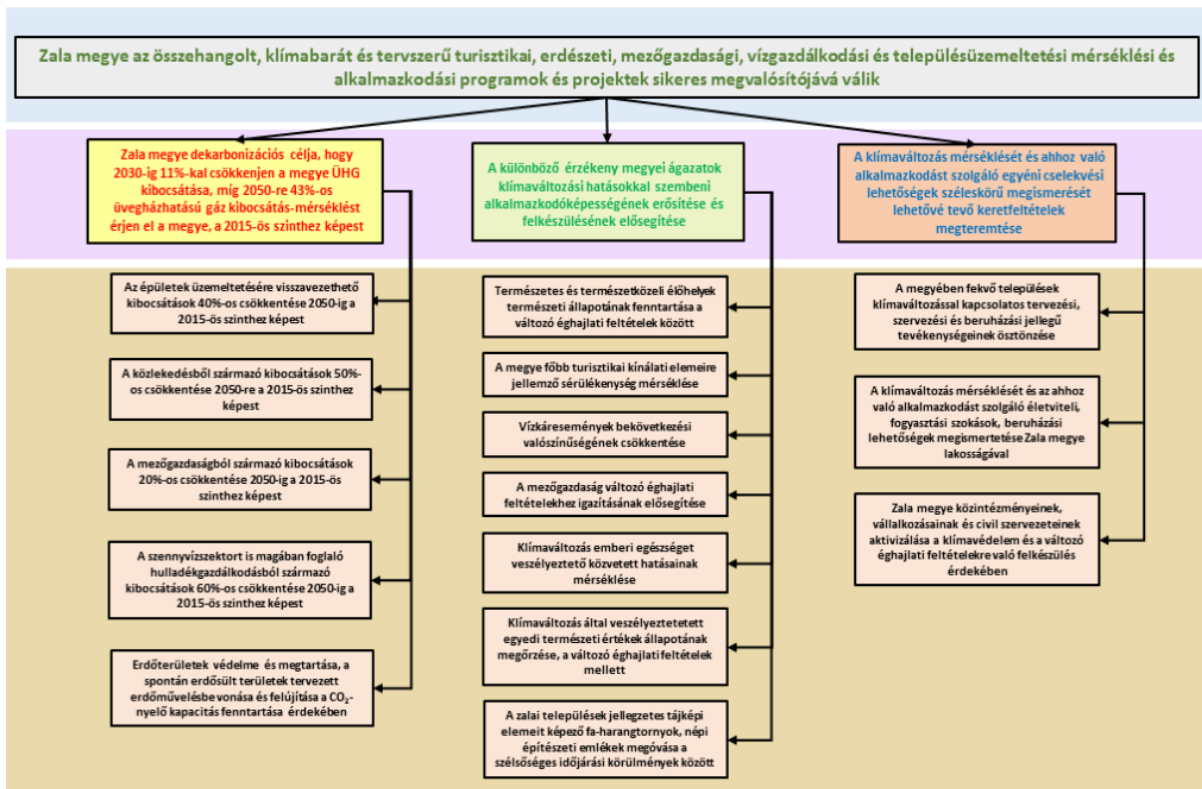 Zala megye az összehangolt, klímabarát és tervszerű turisztikai, erdészeti, mezőgazdasági, vízgazdálkodási és településüzemeltetési mérséklési és
alkalmazkodási programok és projektek sikeres megvalósítójává válik
Zala megye dekarbonizációs célja, hogy
2030-ig 11%-kal csökkenjen a megye ÜHG
kibocsátása, míg 2050-re 43%-os
üvegházhatású gáz kibocsátás-mérséklést
érjen el a megye, a 2015-ös szinthez képest
Az épületek üzemeltetésére visszavezethető
kibocsátások 40%-os csökkentése 2050-ig a
2015-ös szinthez képest
A közlekedésből származó kibocsátások 50%-
os csökkentése 2050-re a 2015-ös szinthez
képest
A mezőgazdaságból származó kibocsátások
20%-os csökkentése 2050-ig a 2015-ös
szinthez képest
A szennyvízszektort is magában foglaló
hulladékgazdálkodásból származó
kibocsátások 60%-os csökkentése 2050-ig a
2015-ös szinthez képest
Erdőterületek védelme és megtartása, a
spontán erdősült területek tervezett
erdőművelésbe vonása és felújítása a CO₂-
nyelő kapacitás fenntartása érdekében
A különböző érzékeny megyei ágazatok
klímaváltozási hatásokkal szembeni
alkalmazkodóképességének erősítése és
felkészülésének elősegítése
Természetes és természetközeli élőhelyek
természeti állapotának fenntartása a
változó éghajlati feltételek között
A megye főbb turisztikai kínálati elemeire
jellemző sérülékenység mérséklése
Vízkáresemények bekövetkezési
valószínűségének csökkentése
A mezőgazdaság változó éghajlati
feltételekhez igazításának elősegítése
Klímaváltozás emberi egészséget
veszélyeztető közvetett hatásainak
mérséklése
Klímaváltozás által veszélyeztetetett
egyedi természeti értékek állapotának
megőrzése, a változó éghajlati feltételek
mellett
A zalai települések jellegzetes tájképi
elemeit képező fa-harangtornyok, népi
építészeti emlékek megóvása a
szélsőséges időjárási körülmények között
A klímaváltozás mérséklését és ahhoz való
alkalmazkodást szolgáló egyéni cselekvési
lehetőségek széleskörű megismerését
lehetővé tevő keretfeltételek
megteremtése
A megyében fekvő települések
klímaváltozással kapcsolatos tervezési,
szervezési és beruházási jellegű
tevékenységeinek ösztönzése
A klímaváltozás mérséklését és az ahhoz
való alkalmazkodást szolgáló életviteli,
fogyasztási szokások, beruházási
lehetőségek megismertetése Zala megye
lakosságával
Zala megye közintézményeinek,
vállalkozásainak és civil szervezeteinek
aktivizálása a klímavédelem és a változó
éghajlati feltételekre való felkészülés
érdekében